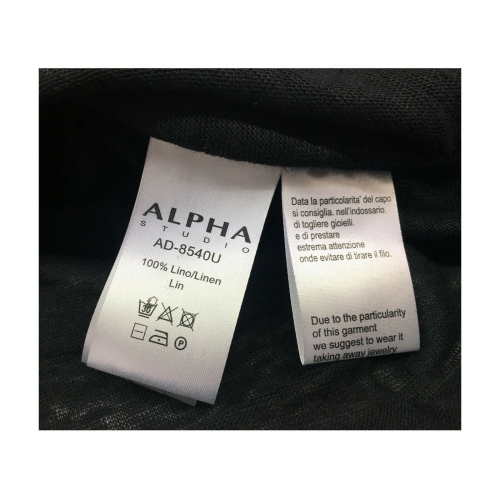 ALPHA
STUDIO
AD-8540U
100% Lino/Linen
Lin
30
P
Data la particolarita' del capo
si consiglia. nell'indossario.
di togliere gioielli.
e di prestare
estrema attenzione
onde evitare di tirare il filo.
Due to the particularity
of this garment
we suggest to wear it
taking away jewelry